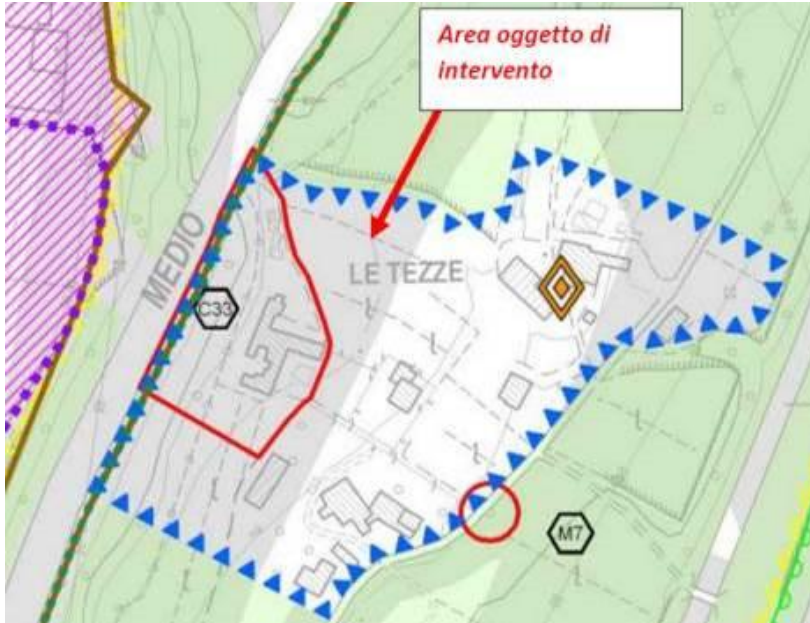 Area oggetto di
intervento
MEDIO
LE TEZZE
C33
M7